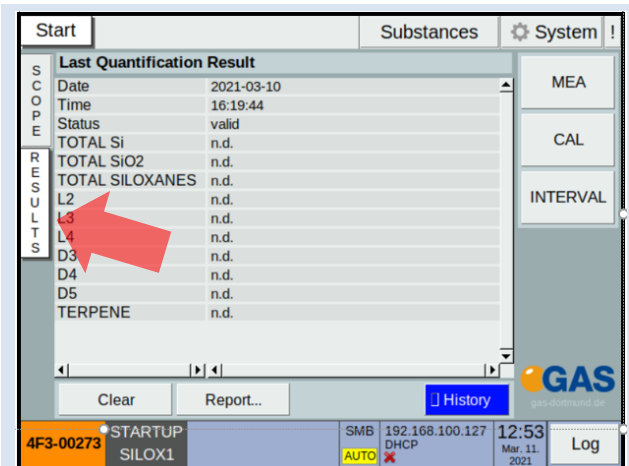 Start
Substances
System
!
SCOPE
RESULTS
Last Quantification Result
Date 2021-03-10
Time 16:19:44
Status valid
TOTAL Si n.d.
TOTAL SiO2 n.d.
TOTAL SILOXANES n.d.
L2 n.d.
L3 n.d.
L4 n.d.
D3 n.d.
D4 n.d.
D5 n.d.
TERPENE n.d.
MEA
CAL
INTERVAL
Clear
Report...
History
GAS
gas-dortmund.de
4F3-00273
STARTUP
SILOX1
SMB
AUTO
192.168.100.127
DHCP
12:53
Mar. 11.
2021
Log